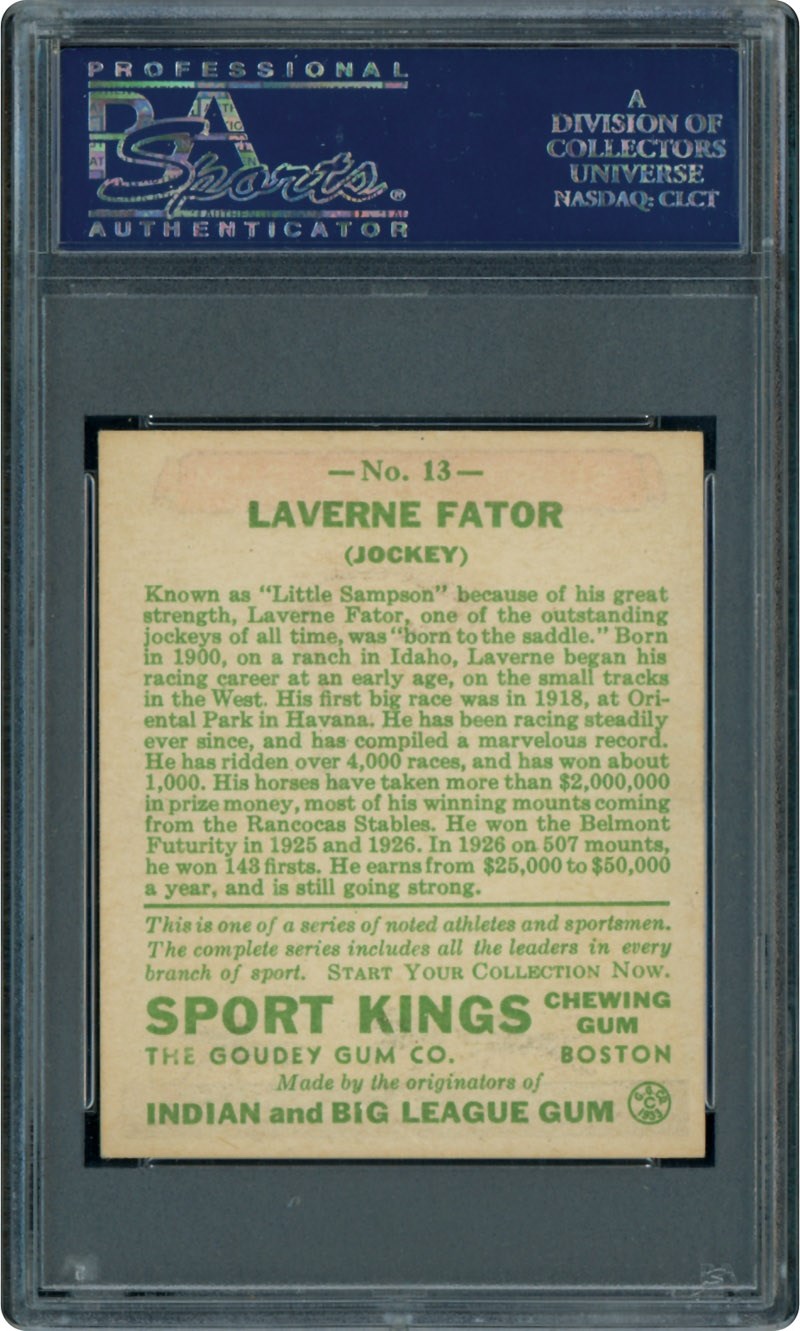 PROFESSIONAL
PSA
Sports®
AUTHENTICATOR
A
DIVISION OF
COLLECTORS
UNIVERSE
NASDAQ: CLCT
—No. 13—
LAVERNE FATOR
(JOCKEY)
Known as "Little Sampson" because of his great
strength, Laverne Fator, one of the outstanding
jockeys of all time, was "born to the saddle." Born
in 1900, on a ranch in Idaho, Laverne began his
racing career at an early age, on the small tracks
in the West. His first big race was in 1918, at Ori-
ental Park in Havana. He has been racing steadily
ever since, and has compiled a marvelous record.
He has ridden over 4,000 races, and has won about
1,000. His horses have taken more than $2,000,000
in prize money, most of his winning mounts coming
from the Rancocas Stables. He won the Belmont
Futurity in 1925 and 1926. In 1926 on 507 mounts,
he won 143 firsts. He earns from $25,000 to $50,000
a year, and is still going strong.
This is one of a series of noted athletes and sportsmen.
The complete series includes all the leaders in every
branch of sport. START YOUR COLLECTION NOW.
SPORT KINGS CHEWING GUM
THE GOUDEY GUM CO. BOSTON
Made by the originators of
INDIAN and BIG LEAGUE GUM
G. G. Co.
C
1933